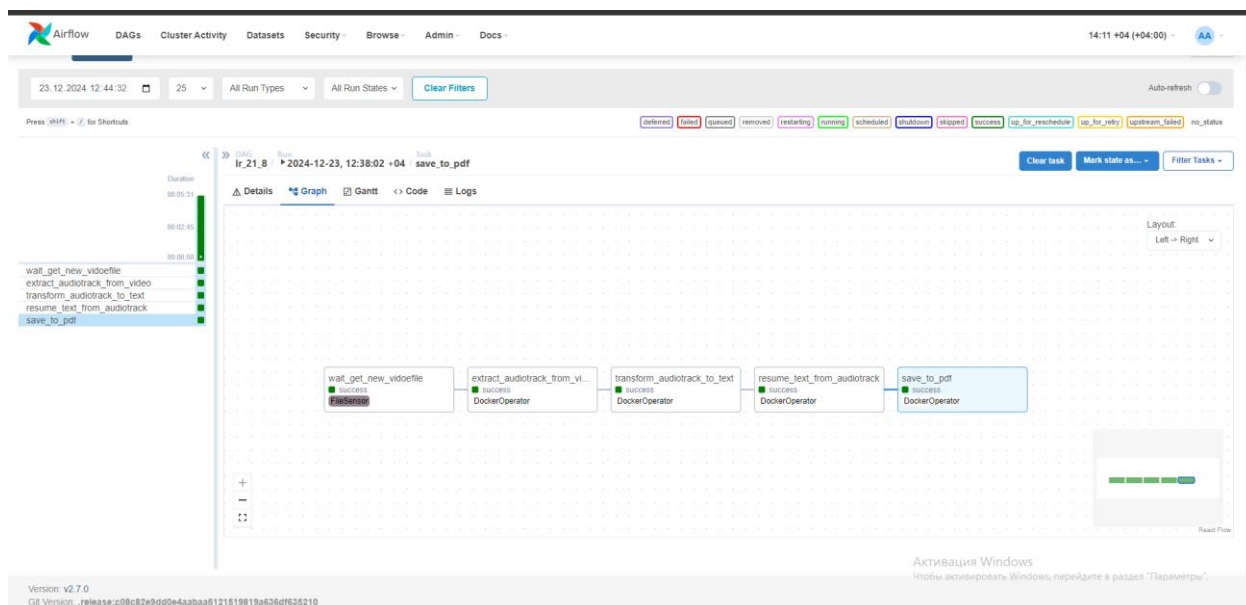 Airflow DAGs Cluster Activity Datasets Security Browse Admin Docs 14:11 +04 (+04:00) AA
23.12.2024 12:44:32 25 All Run Types All Run States Clear Filters Auto-refresh
Press shift + / for Shortcuts deferred failed queued removed restarting running scheduled shutdown skipped success up_for_reschedule up_for_retry upstream_failed no_status
DAG Run Task
lr_21_8 / 2024-12-23, 12:38:02 +04 / save_to_pdf Clear task Mark state as... Filter Tasks
Duration
00:05:31
00:02:45
00:00:00
Details Graph Gantt Code Logs
Layout:
Left -> Right
wait_get_new_vidoefile
extract_audiotrack_from_video
transform_audiotrack_to_text
resume_text_from_audiotrack
save_to_pdf
wait_get_new_vidoefile
success
FileSensor
extract_audiotrack_from_vi...
success
DockerOperator
transform_audiotrack_to_text
success
DockerOperator
resume_text_from_audiotrack
success
DockerOperator
save_to_pdf
success
DockerOperator
React Flow
Активация Windows
Чтобы активировать Windows, перейдите в раздел "Параметры".
Version: v2.7.0
Git Version: .release:c08c82e9dd0e4aabaa5121519819a636df635210